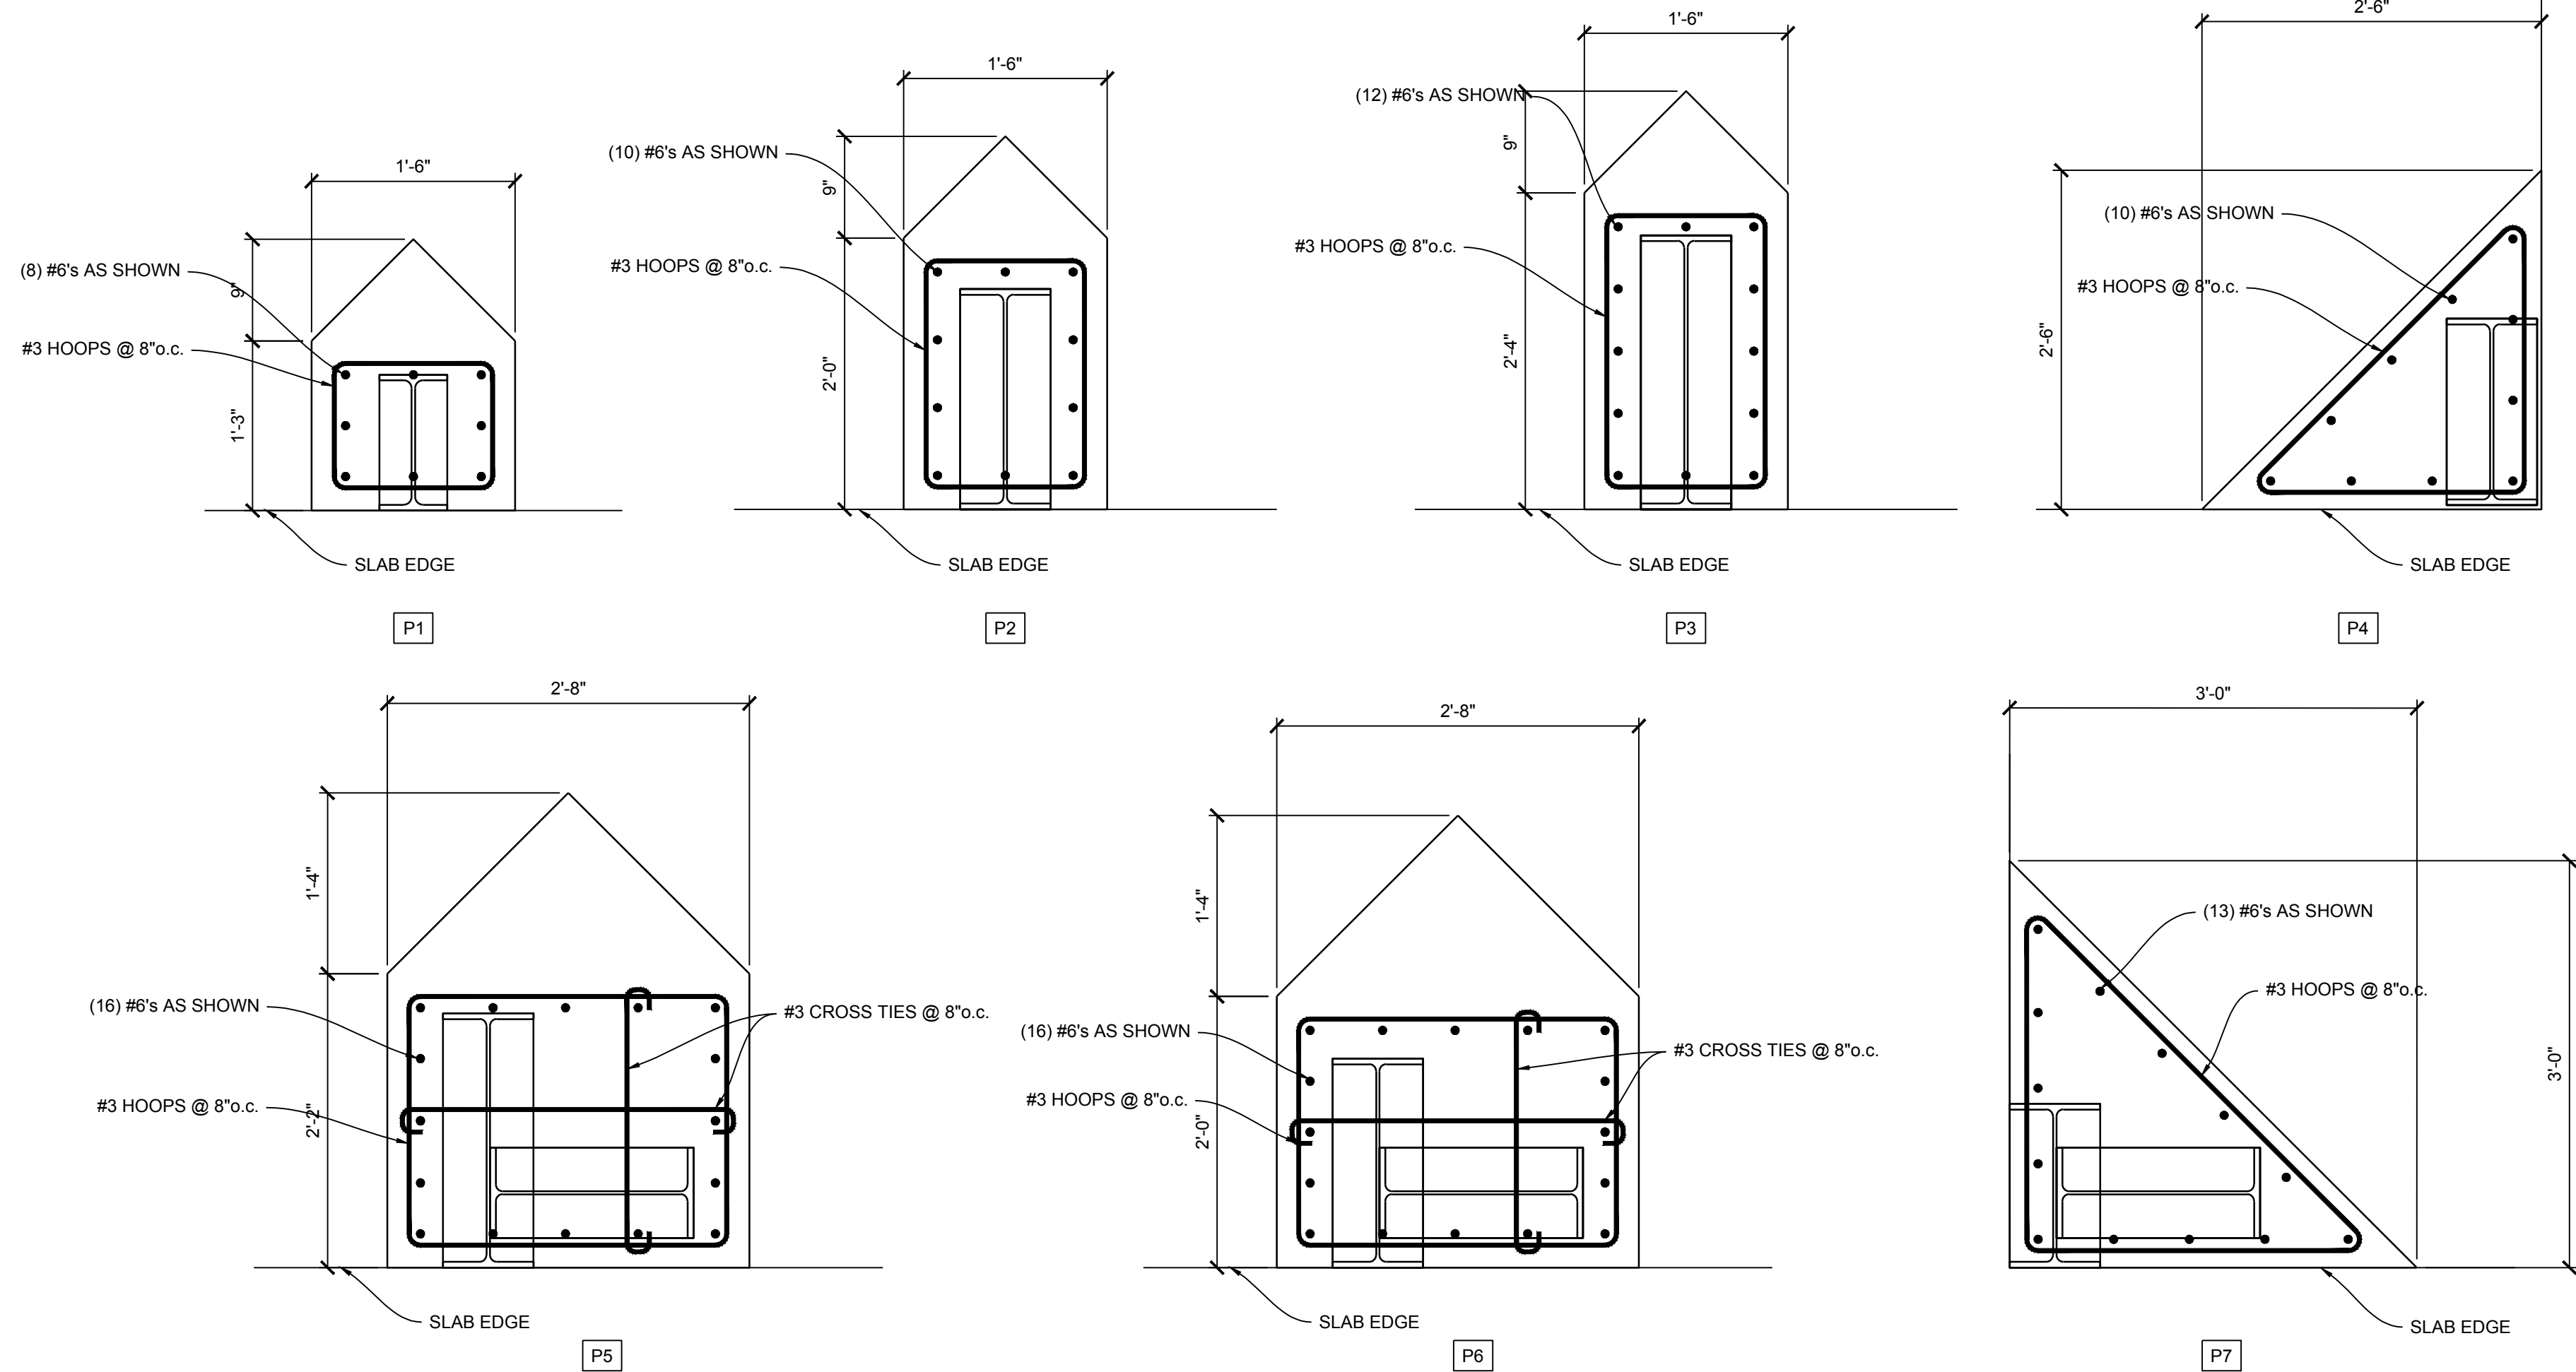 1'-6"
(8) #6's AS SHOWN
9"
#3 HOOPS @ 8"o.c.
1'-3"
SLAB EDGE
P1
1'-6"
(10) #6's AS SHOWN
9"
#3 HOOPS @ 8"o.c.
2'-0"
SLAB EDGE
P2
1'-6"
(12) #6's AS SHOWN
9"
#3 HOOPS @ 8"o.c.
2'-4"
SLAB EDGE
P3
2'-6"
(10) #6's AS SHOWN
#3 HOOPS @ 8"o.c.
2'-6"
SLAB EDGE
P4
2'-8"
1'-4"
(16) #6's AS SHOWN
#3 CROSS TIES @ 8"o.c.
#3 HOOPS @ 8"o.c.
2'-2"
SLAB EDGE
P5
2'-8"
1'-4"
(16) #6's AS SHOWN
#3 CROSS TIES @ 8"o.c.
#3 HOOPS @ 8"o.c.
2'-0"
SLAB EDGE
P6
3'-0"
(13) #6's AS SHOWN
#3 HOOPS @ 8"o.c.
3'-0"
SLAB EDGE
P7